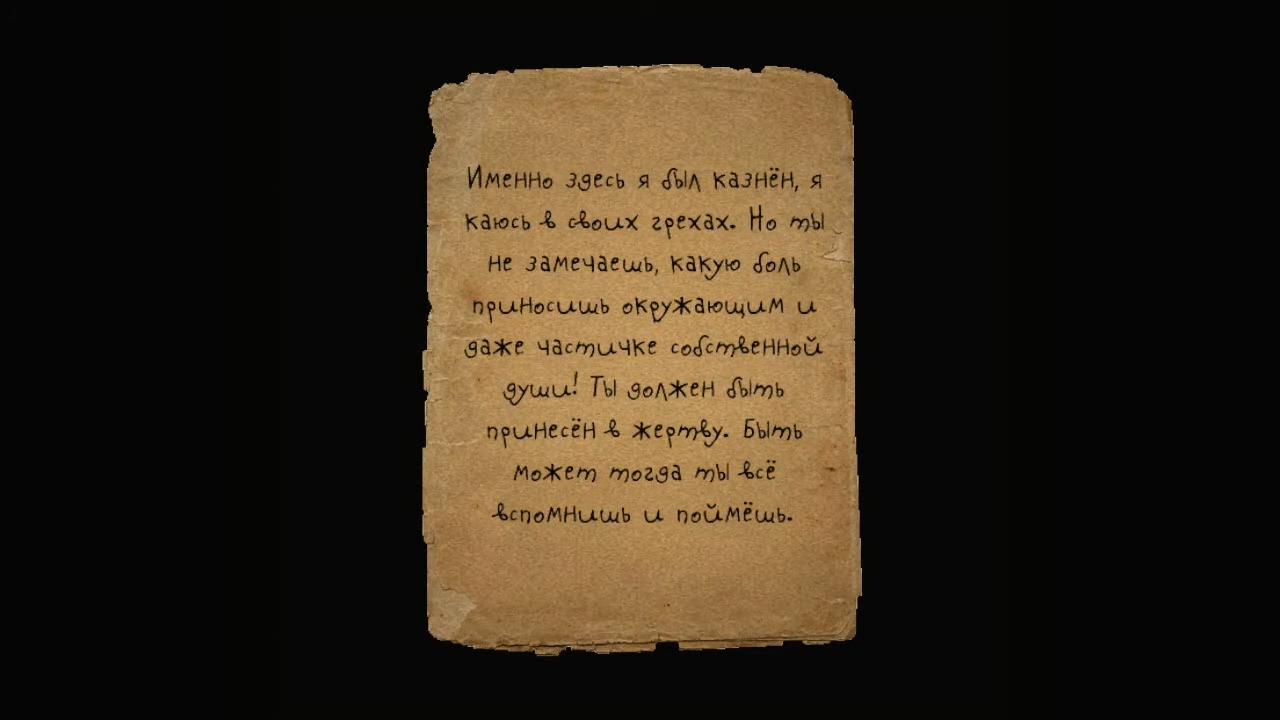 Именно здесь я был казнён, я
каюсь в своих грехах. Но ты
не замечаешь, какую боль
приносишь окружающим и
даже частичке собственной
души! Ты должен быть
принесён в жертву. Быть
может тогда ты всё
вспомнишь и поймёшь.